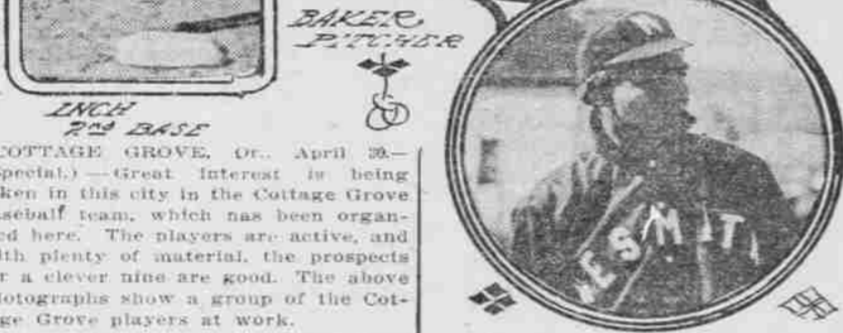 BAKER
PITCHER
INCH
2nd BASE
COTTAGE GROVE, Or., April 30.—
Special.) — Great interest is being
ken in this city in the Cottage Grove
aseball team, which has been organ-
ed here. The players are active, and
ith plenty of material, the prospects
r a clever nine are good. The above
hotographs show a group of the Cot-
ge Grove players at work.
NESMIT